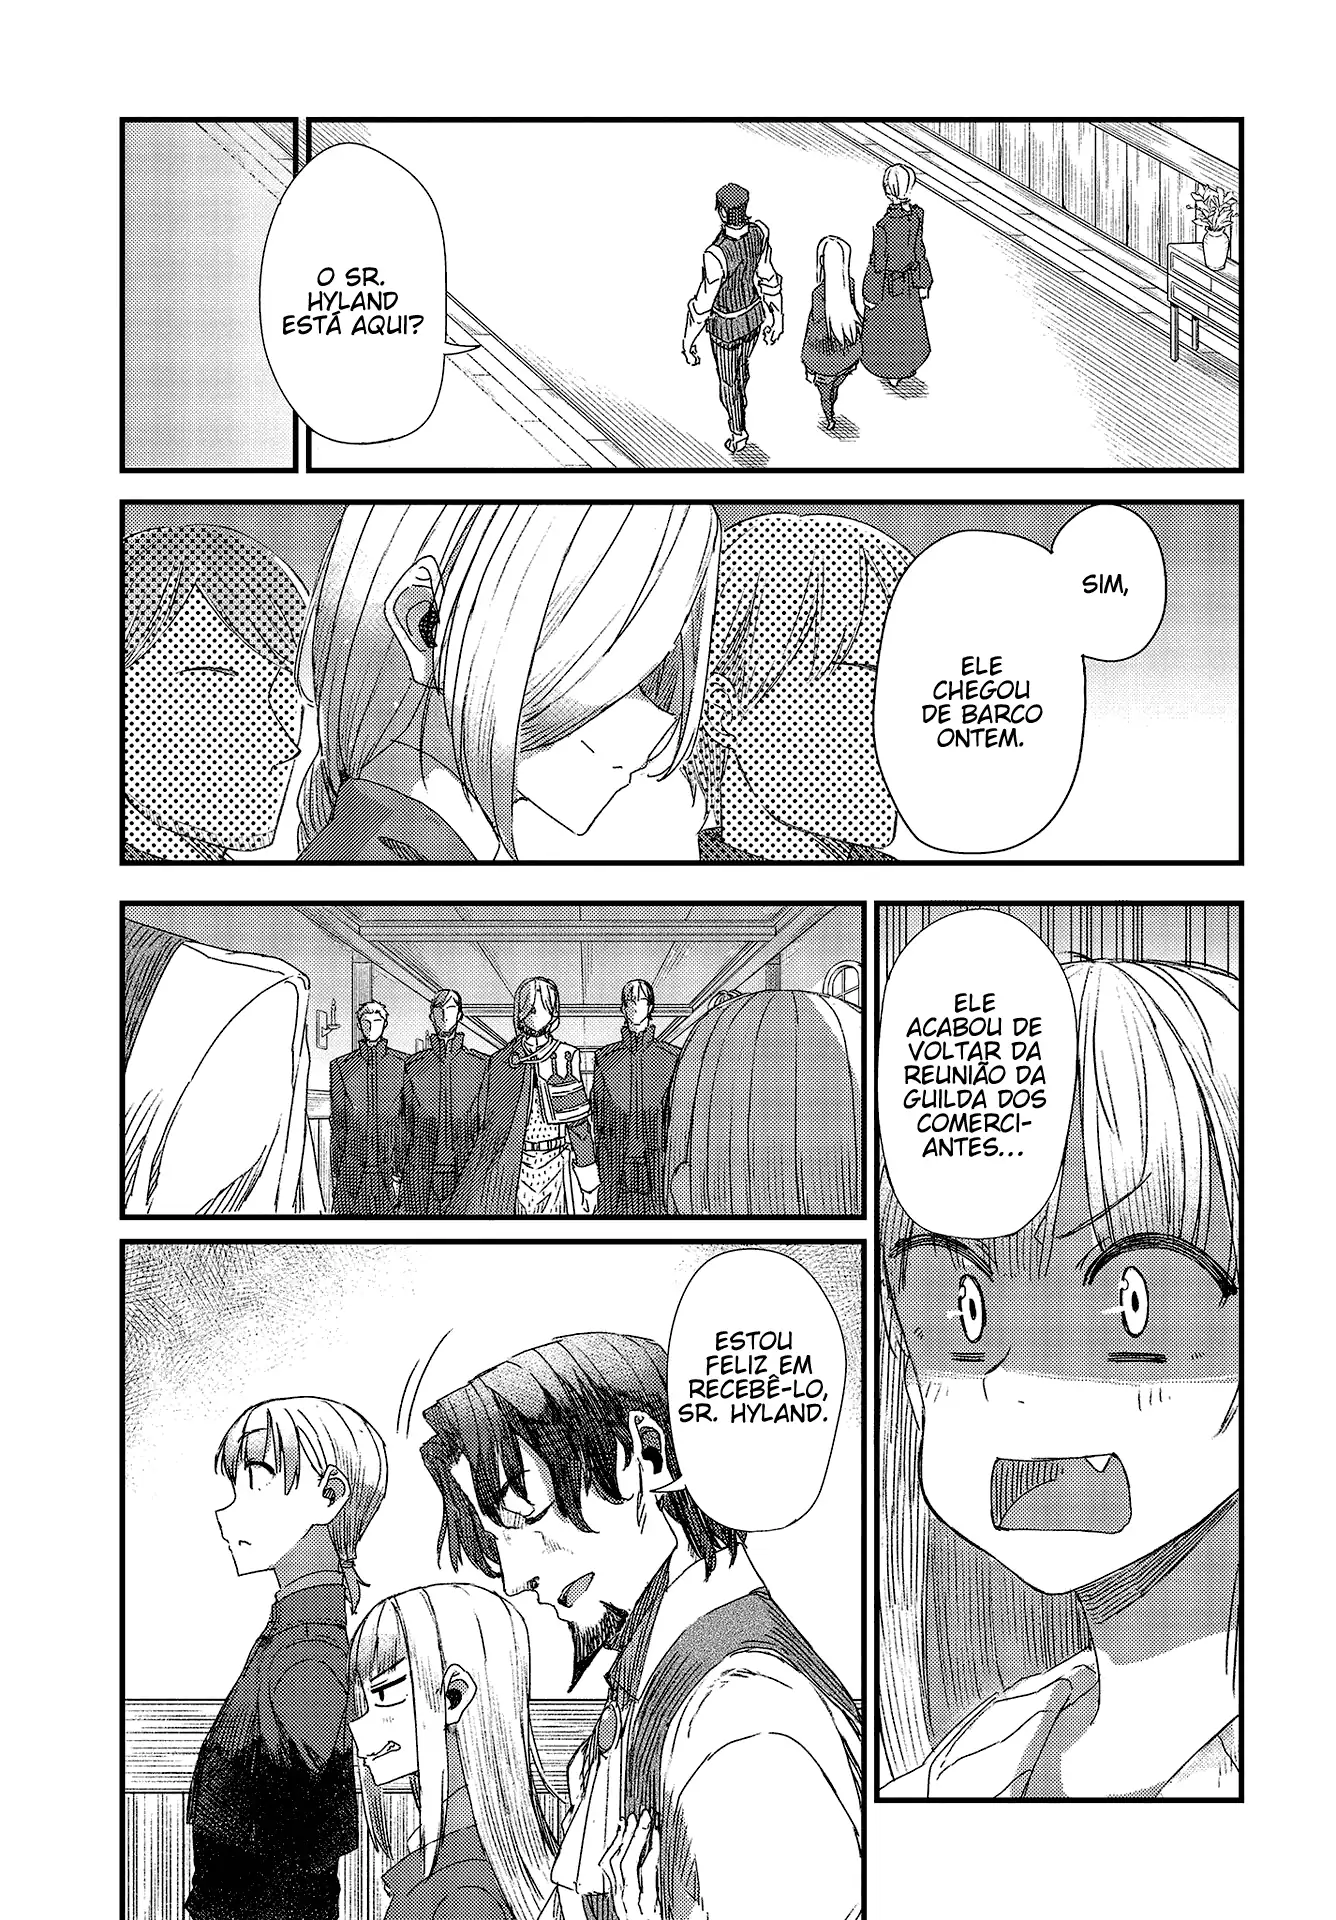 O SR.
HYLAND
ESTÁ AQUI?
SIM,
ELE
CHEGOU
DE BARCO
ONTEM.
ELE
ACABOU DE
VOLTAR DA
REUNIÃO DA
GUILDA DOS
COMERCI-
ANTES...
ESTOU
FELIZ EM
RECEBÊ-LO,
SR. HYLAND.